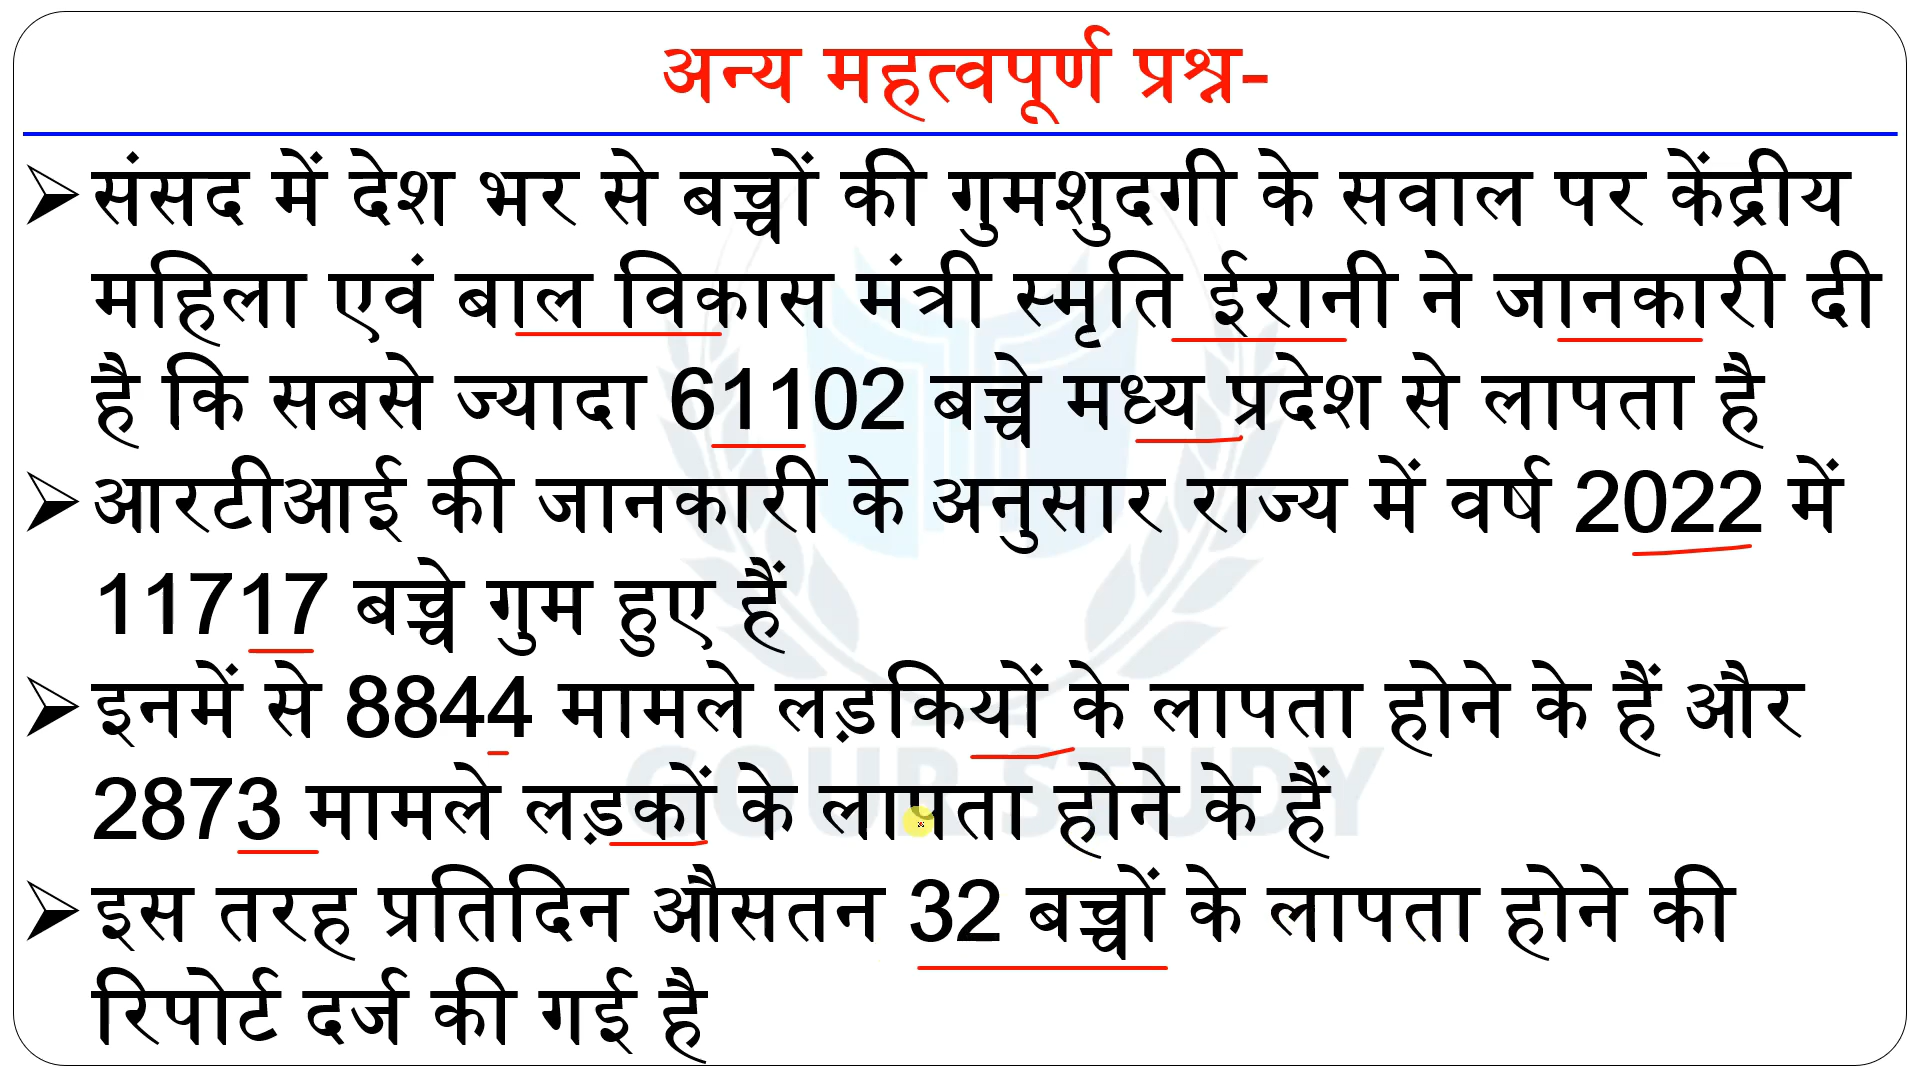 अन्य महत्वपूर्ण प्रश्न-
संसद में देश भर से बच्चों की गुमशुदगी के सवाल पर केंद्रीय
महिला एवं बाल विकास मंत्री स्मृति ईरानी ने जानकारी दी
है कि सबसे ज्यादा 61102 बच्चे मध्य प्रदेश से लापता है
आरटीआई की जानकारी के अनुसार राज्य में वर्ष 2022 में
11717 बच्चे गुम हुए हैं
इनमें से 8844 मामले लड़कियों के लापता होने के हैं और
2873 मामले लड़कों के लापता होने के हैं
इस तरह प्रतिदिन औसतन 32 बच्चों के लापता होने की
रिपोर्ट दर्ज की गई है
GOUR STUDY